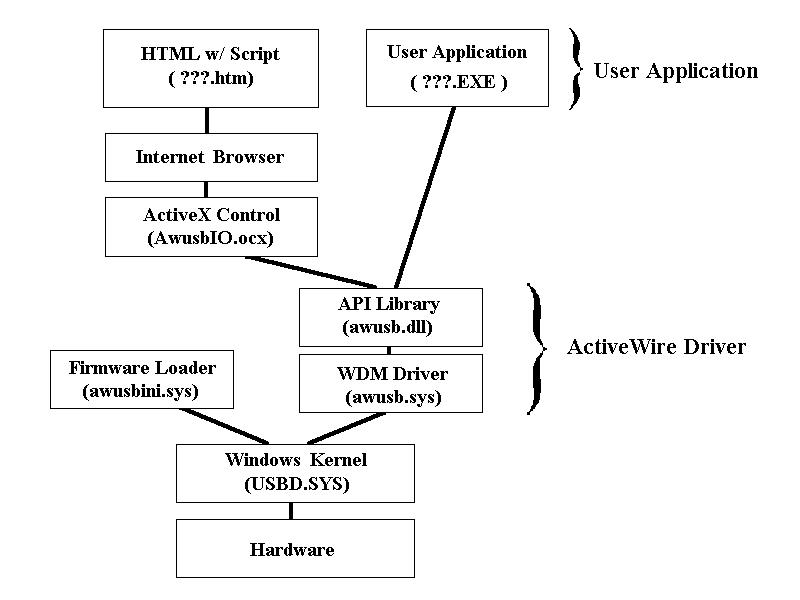 HTML w/ Script
( ???.htm)
User Application
( ???.EXE )
User Application
Internet Browser
ActiveX Control
(AwusbIO.ocx)
API Library
(awusb.dll)
ActiveWire Driver
Firmware Loader
(awusbini.sys)
WDM Driver
(awusb.sys)
Windows Kernel
(USBD.SYS)
Hardware